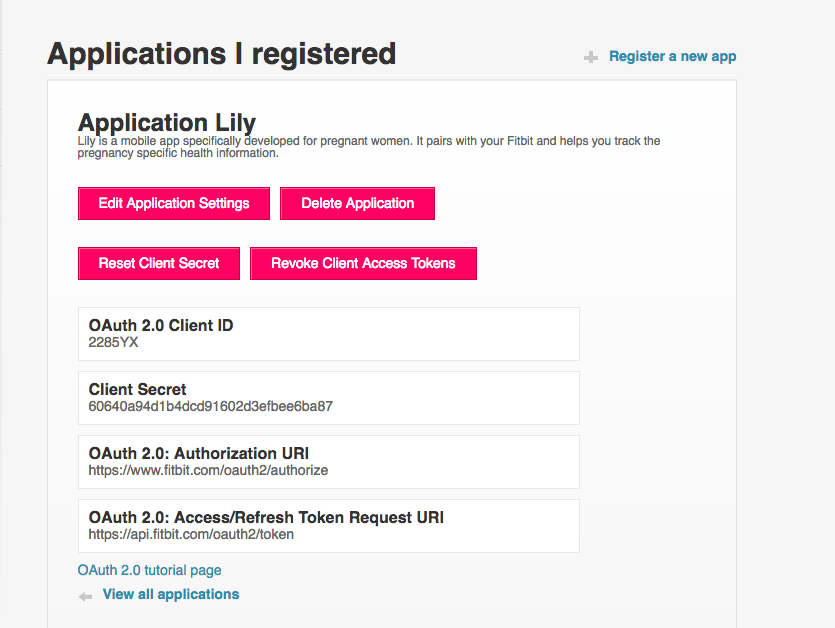 Applications I registered
Register a new app
Application Lily
Lily is a mobile app specifically developed for pregnant women. It pairs with your Fitbit and helps you track the
pregnancy specific health information.
Edit Application Settings
Delete Application
Reset Client Secret
Revoke Client Access Tokens
OAuth 2.0 Client ID
2285YX
Client Secret
60640a94d1b4dcd91602d3efbee6ba87
OAuth 2.0: Authorization URI
https://www.fitbit.com/oauth2/authorize
OAuth 2.0: Access/Refresh Token Request URI
https://api.fitbit.com/oauth2/token
OAuth 2.0 tutorial page
View all applications